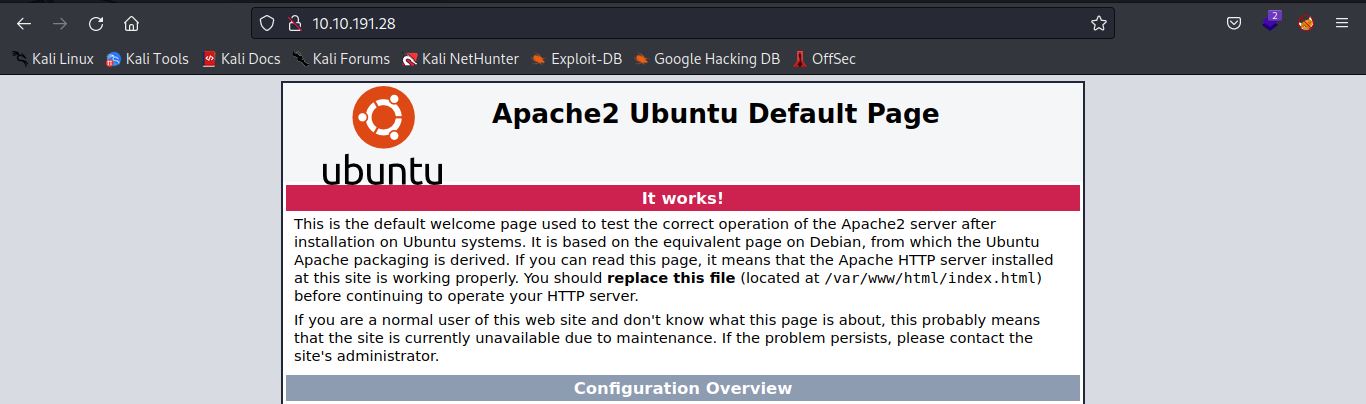 10.10.191.28
2
Kali Linux Kali Tools Kali Docs Kali Forums Kali NetHunter Exploit-DB Google Hacking DB OffSec
ubuntu
Apache2 Ubuntu Default Page
It works!
This is the default welcome page used to test the correct operation of the Apache2 server after
installation on Ubuntu systems. It is based on the equivalent page on Debian, from which the Ubuntu
Apache packaging is derived. If you can read this page, it means that the Apache HTTP server installed
at this site is working properly. You should replace this file (located at /var/www/html/index.html)
before continuing to operate your HTTP server.
If you are a normal user of this web site and don't know what this page is about, this probably means
that the site is currently unavailable due to maintenance. If the problem persists, please contact the
site's administrator.
Configuration Overview